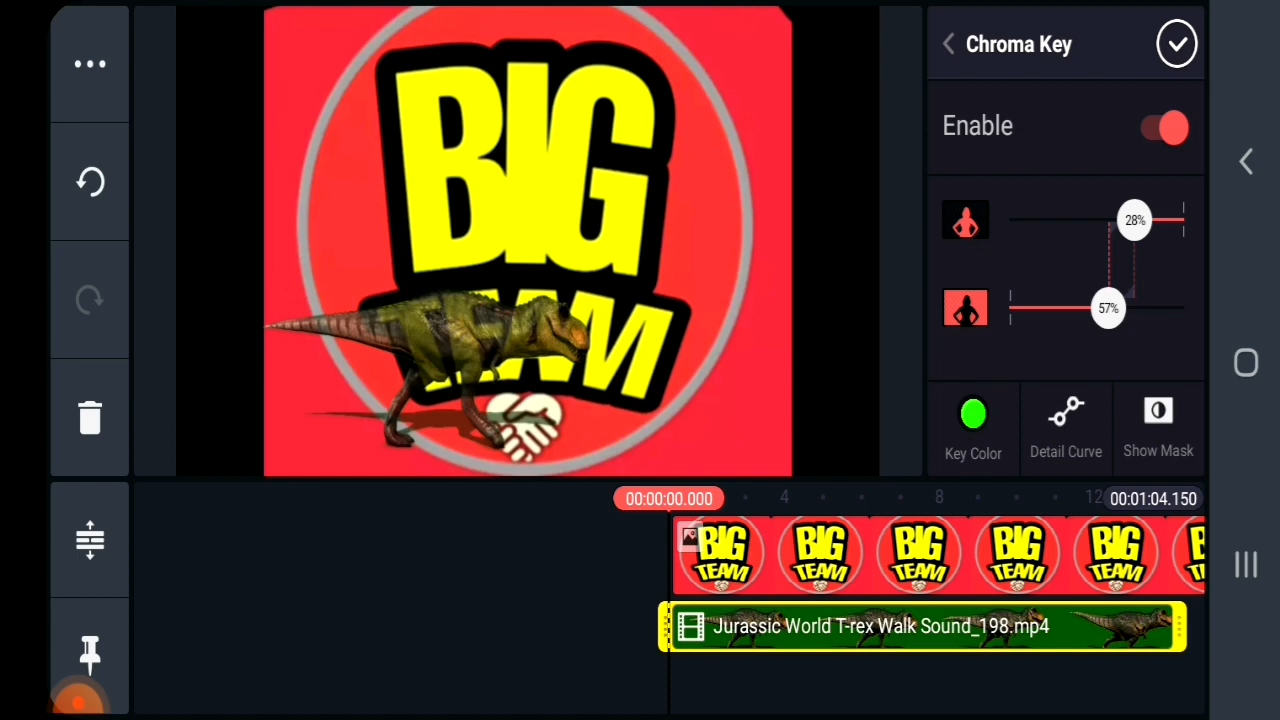 BIG
TEAM
Chroma Key
Enable
28%
57%
Key Color
Detail Curve
Show Mask
00:00:00.000
4
8
12
00:01:04.150
BIG
TEAM
BIG
TEAM
BIG
TEAM
BIG
TEAM
BIG
TEAM
Jurassic World T-rex Walk Sound_198.mp4